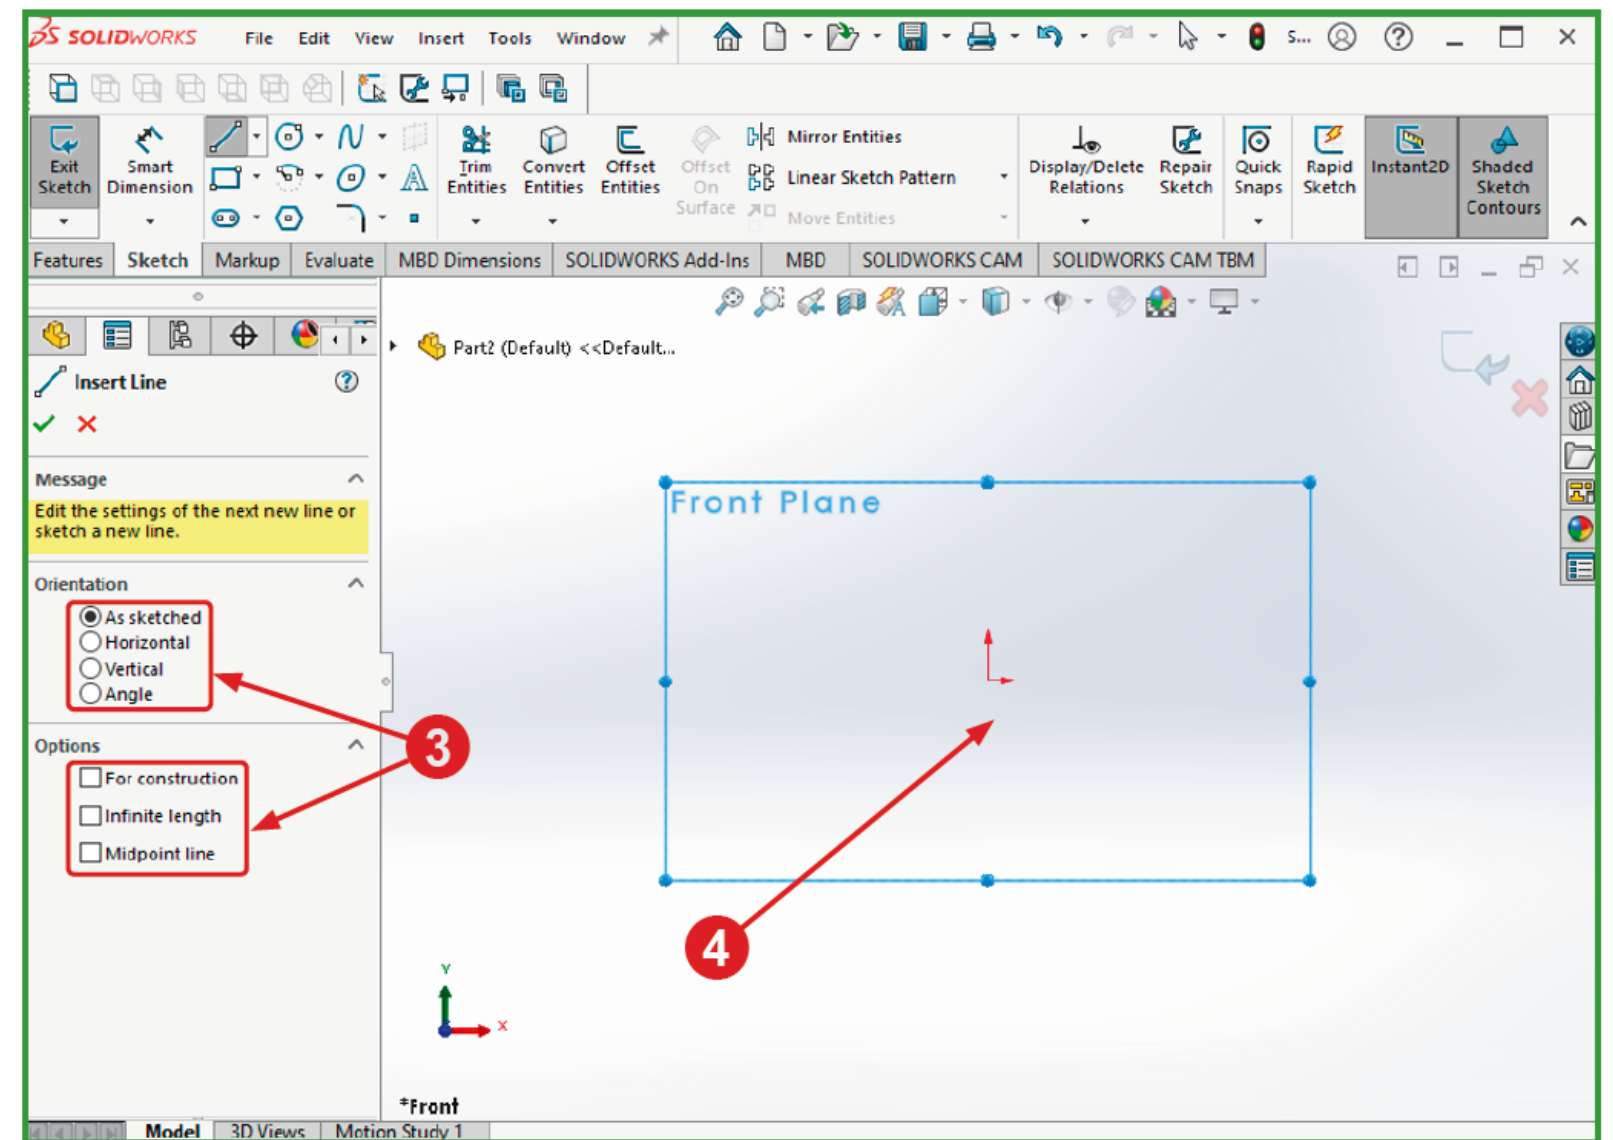 SOLIDWORKS File Edit View Insert Tools Window S...
Exit Sketch
Smart Dimension
Trim Entities
Convert Entities
Offset Entities
Offset On Surface
Mirror Entities
Linear Sketch Pattern
Move Entities
Display/Delete Relations
Repair Sketch
Quick Snaps
Rapid Sketch
Instant2D
Shaded Sketch Contours
Features Sketch Markup Evaluate MBD Dimensions SOLIDWORKS Add-Ins MBD SOLIDWORKS CAM SOLIDWORKS CAM TBM
Part2 (Default) <<Default...
Insert Line
Message
Edit the settings of the next new line or
sketch a new line.
Orientation
As sketched
Horizontal
Vertical
Angle
Options
For construction
Infinite length
Midpoint line
3
Front Plane
4
Y
X
*Front
Model 3D Views Motion Study 1